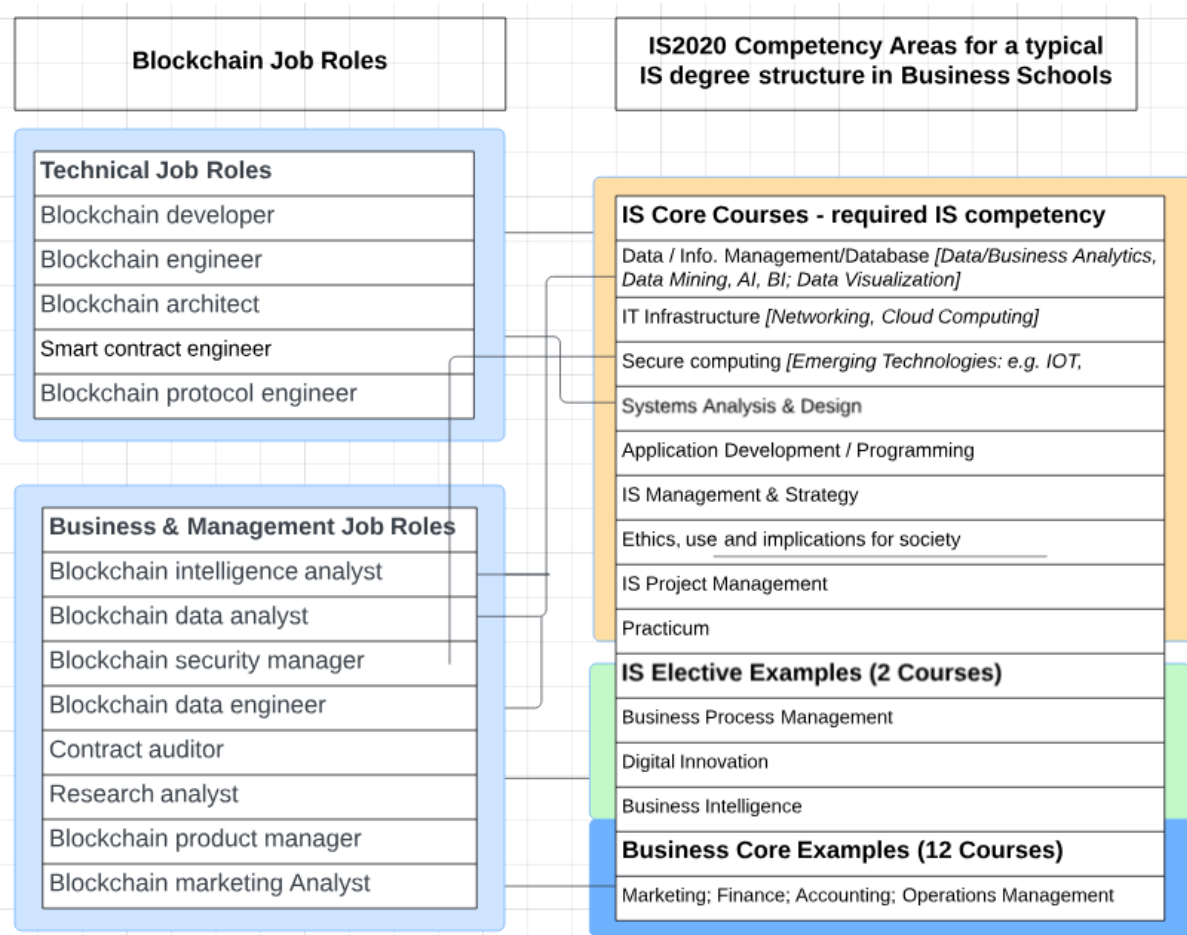 Blockchain Job Roles
IS2020 Competency Areas for a typical
IS degree structure in Business Schools
Technical Job Roles
Blockchain developer
Blockchain engineer
Blockchain architect
Smart contract engineer
Blockchain protocol engineer
Business & Management Job Roles
Blockchain intelligence analyst
Blockchain data analyst
Blockchain security manager
Blockchain data engineer
Contract auditor
Research analyst
Blockchain product manager
Blockchain marketing Analyst
IS Core Courses - required IS competency
Data / Info. Management/Database [Data/Business Analytics,
Data Mining, AI, BI; Data Visualization]
IT Infrastructure [Networking, Cloud Computing]
Secure computing [Emerging Technologies: e.g. IOT,
Systems Analysis & Design
Application Development / Programming
IS Management & Strategy
Ethics, use and implications for society
IS Project Management
Practicum
IS Elective Examples (2 Courses)
Business Process Management
Digital Innovation
Business Intelligence
Business Core Examples (12 Courses)
Marketing; Finance; Accounting; Operations Management